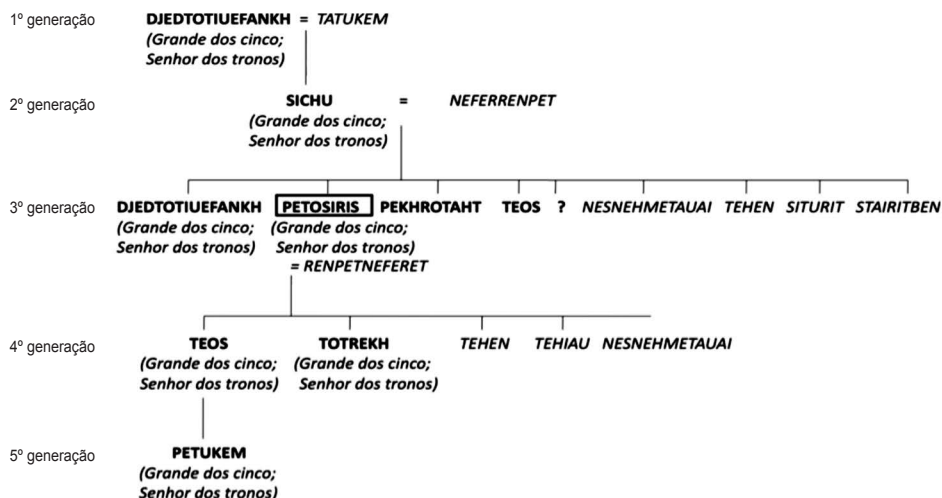 1º generação DJEDTOTIUEFANKH = TATUKEM
(Grande dos cinco;
Senhor dos tronos)
2º generação SICHU = NEFERRENPET
(Grande dos cinco;
Senhor dos tronos)
3º generação DJEDTOTIUEFANKH PETOSIRIS PEKHROTAHT TEOS ? NESNEHMETAUAI TEHEN SITURIT STAIRITBEN
(Grande dos cinco; (Grande dos cinco;
Senhor dos tronos) Senhor dos tronos)
= RENPETNEFERET
4º generação TEOS TOTREKH TEHEN TEHIAU NESNEHMETAUAI
(Grande dos cinco; (Grande dos cinco;
Senhor dos tronos) Senhor dos tronos)
5º generação PETUKEM
(Grande dos cinco;
Senhor dos tronos)